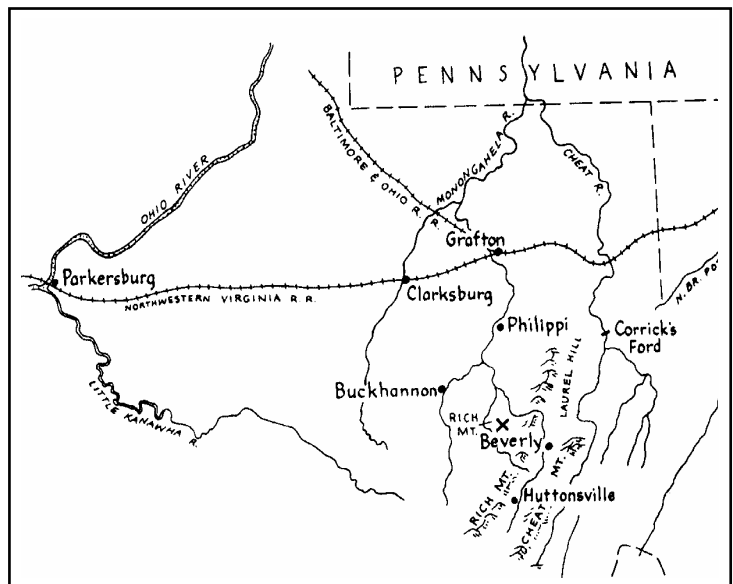 PENNSYLVANIA
OHIO RIVER
BALTIMORE & OHIO R.R.
MONONGAHELA R.
CHEAT R.
Grafton
Parkersburg
NORTHWESTERN VIRGINIA R.R.
Clarksburg
N. BR. PO
Philippi
Corrick's
Ford
LAUREL HILL
LITTLE KANAWHA R.
Buckhannon
RICH
MT.
X
Beverly
RICH MT.
CHEAT MT.
Huttonsville